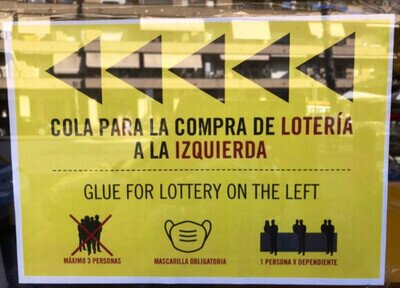 COLA PARA LA COMPRA DE LOTERÍA
A LA IZQUIERDA
GLUE FOR LOTTERY ON THE LEFT
MÁXIMO 3 PERSONAS
MASCARILLA OBLIGATORIA
1 PERSONA X DEPENDIENTE